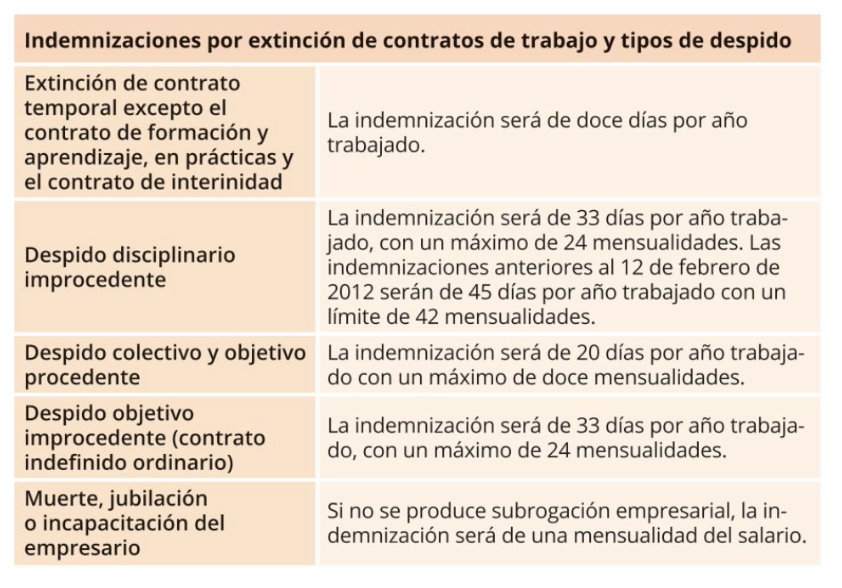 Indemnizaciones por extinción de contratos de trabajo y tipos de despido
Extinción de contrato
temporal excepto el
contrato de formación y
aprendizaje, en prácticas y
el contrato de interinidad
La indemnización será de doce días por año
trabajado.
Despido disciplinario
improcedente
La indemnización será de 33 días por año traba-
jado, con un máximo de 24 mensualidades. Las
indemnizaciones anteriores al 12 de febrero de
2012 serán de 45 días por año trabajado con un
límite de 42 mensualidades.
Despido colectivo y objetivo
procedente
La indemnización será de 20 días por año trabaja-
do con un máximo de doce mensualidades.
Despido objetivo
improcedente (contrato
indefinido ordinario)
La indemnización será de 33 días por año trabaja-
do, con un máximo de 24 mensualidades.
Muerte, jubilación
o incapacitación del
empresario
Si no se produce subrogación empresarial, la in-
demnización será de una mensualidad del salario.